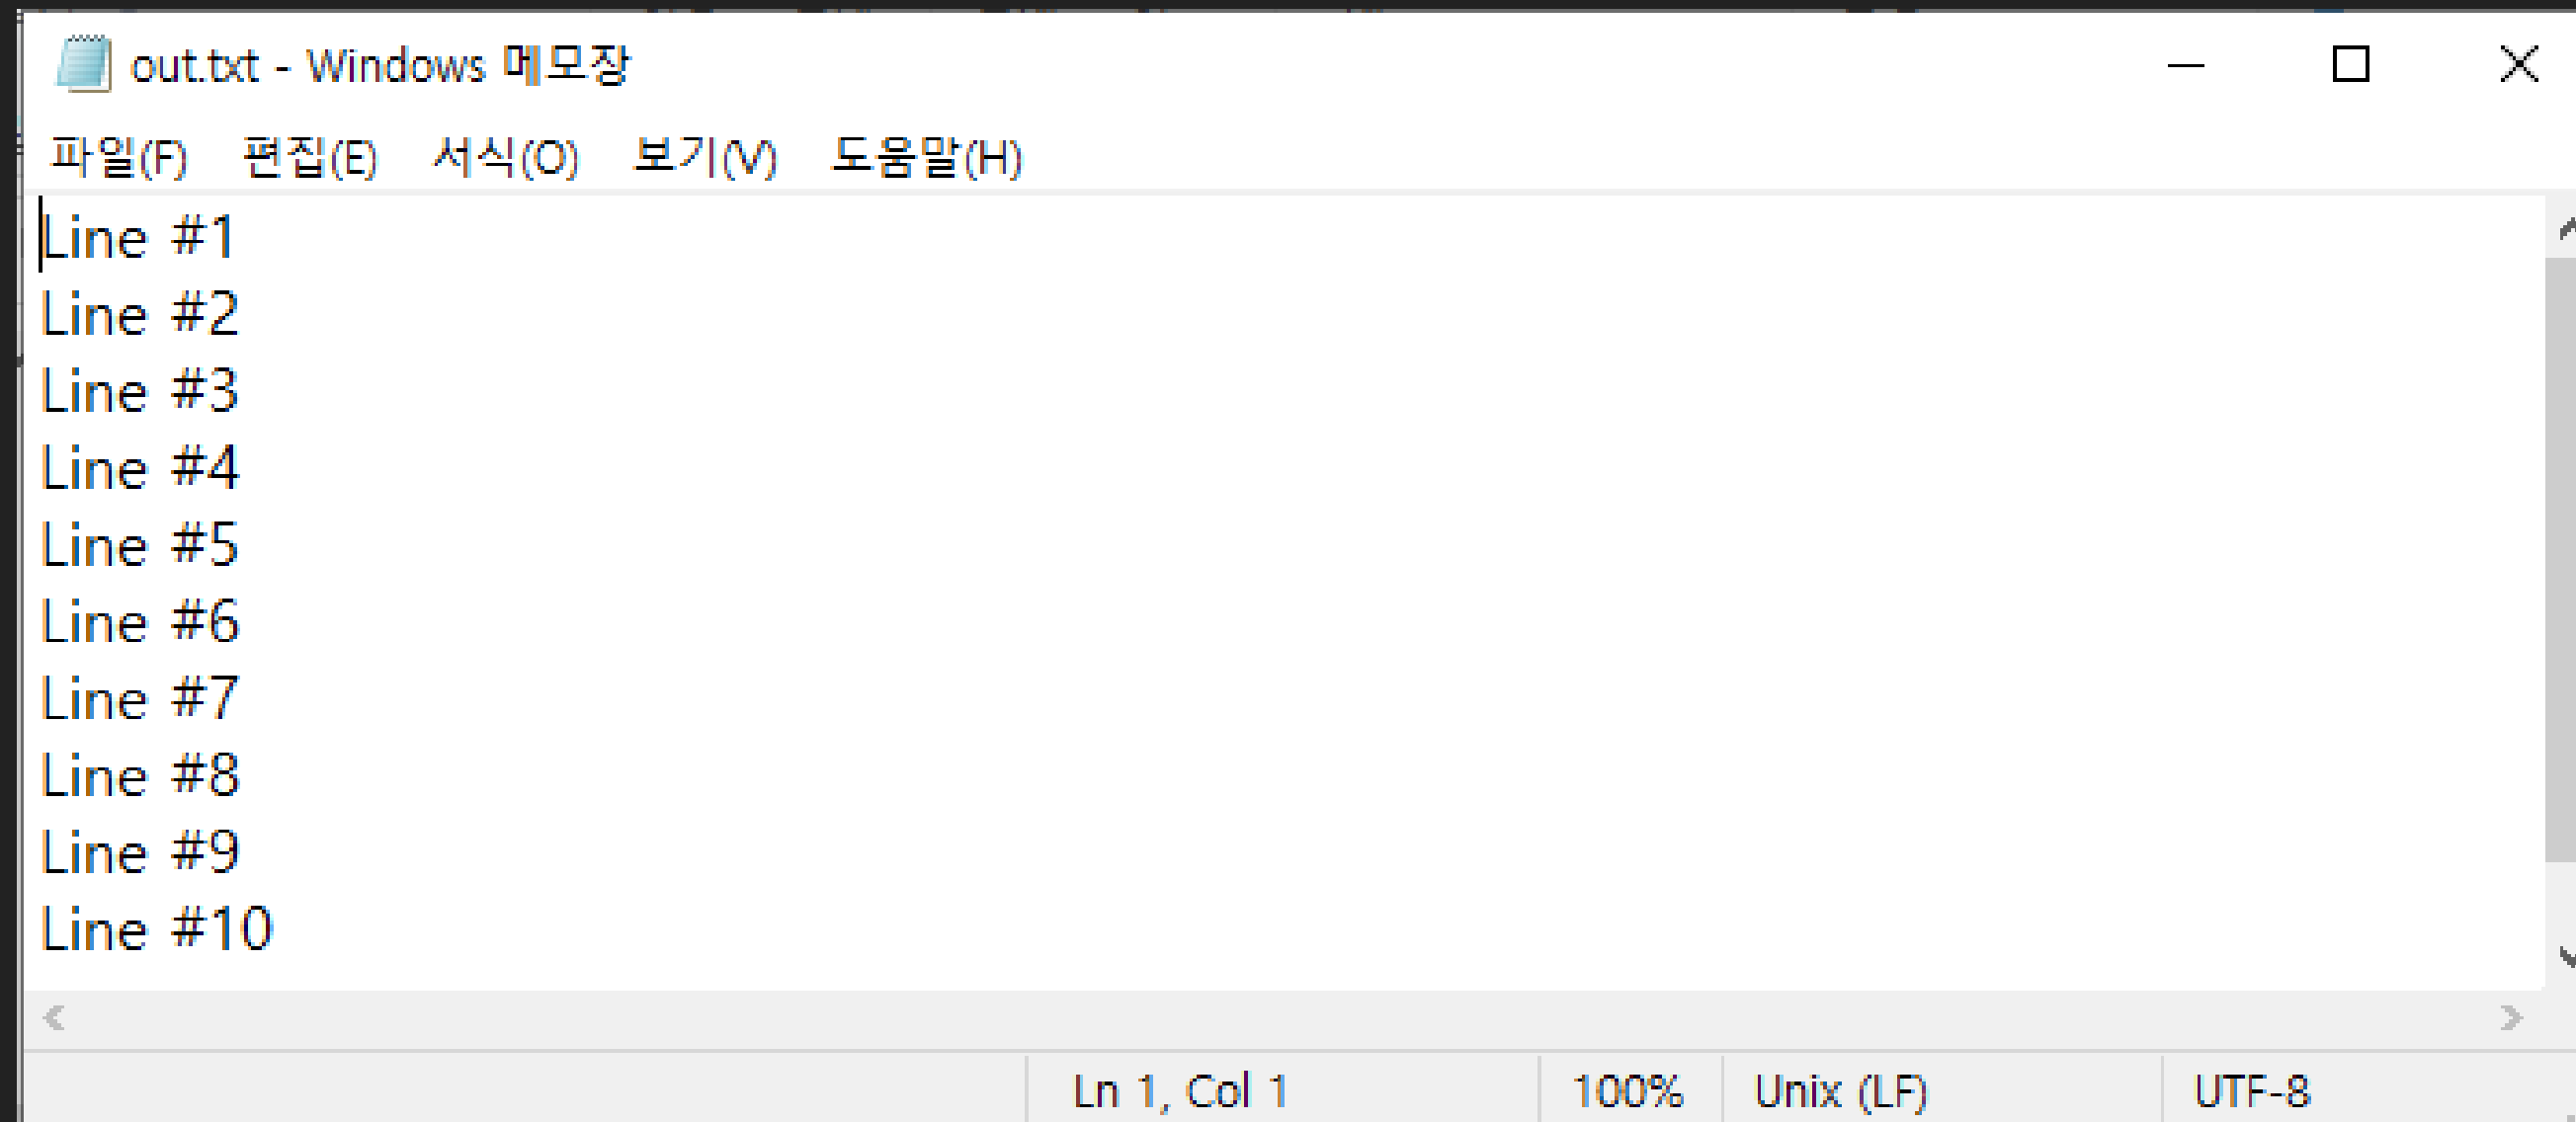 out.txt - Windows 메모장
파일(F) 편집(E) 서식(O) 보기(V) 도움말(H)
Line #1
Line #2
Line #3
Line #4
Line #5
Line #6
Line #7
Line #8
Line #9
Line #10
Ln 1, Col 1 100% Unix (LF) UTF-8